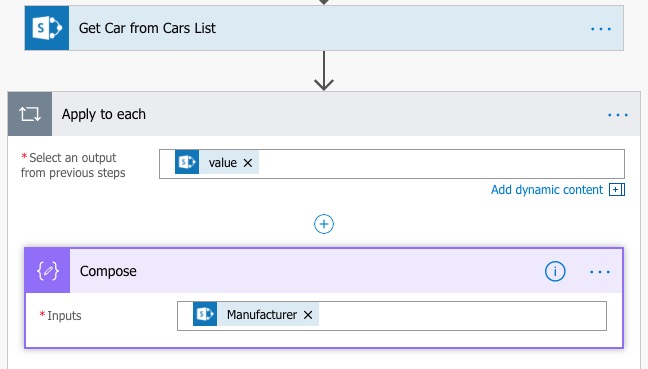 Get Car from Cars List
Apply to each
* Select an output
from previous steps
value
Add dynamic content
Compose
* Inputs
Manufacturer